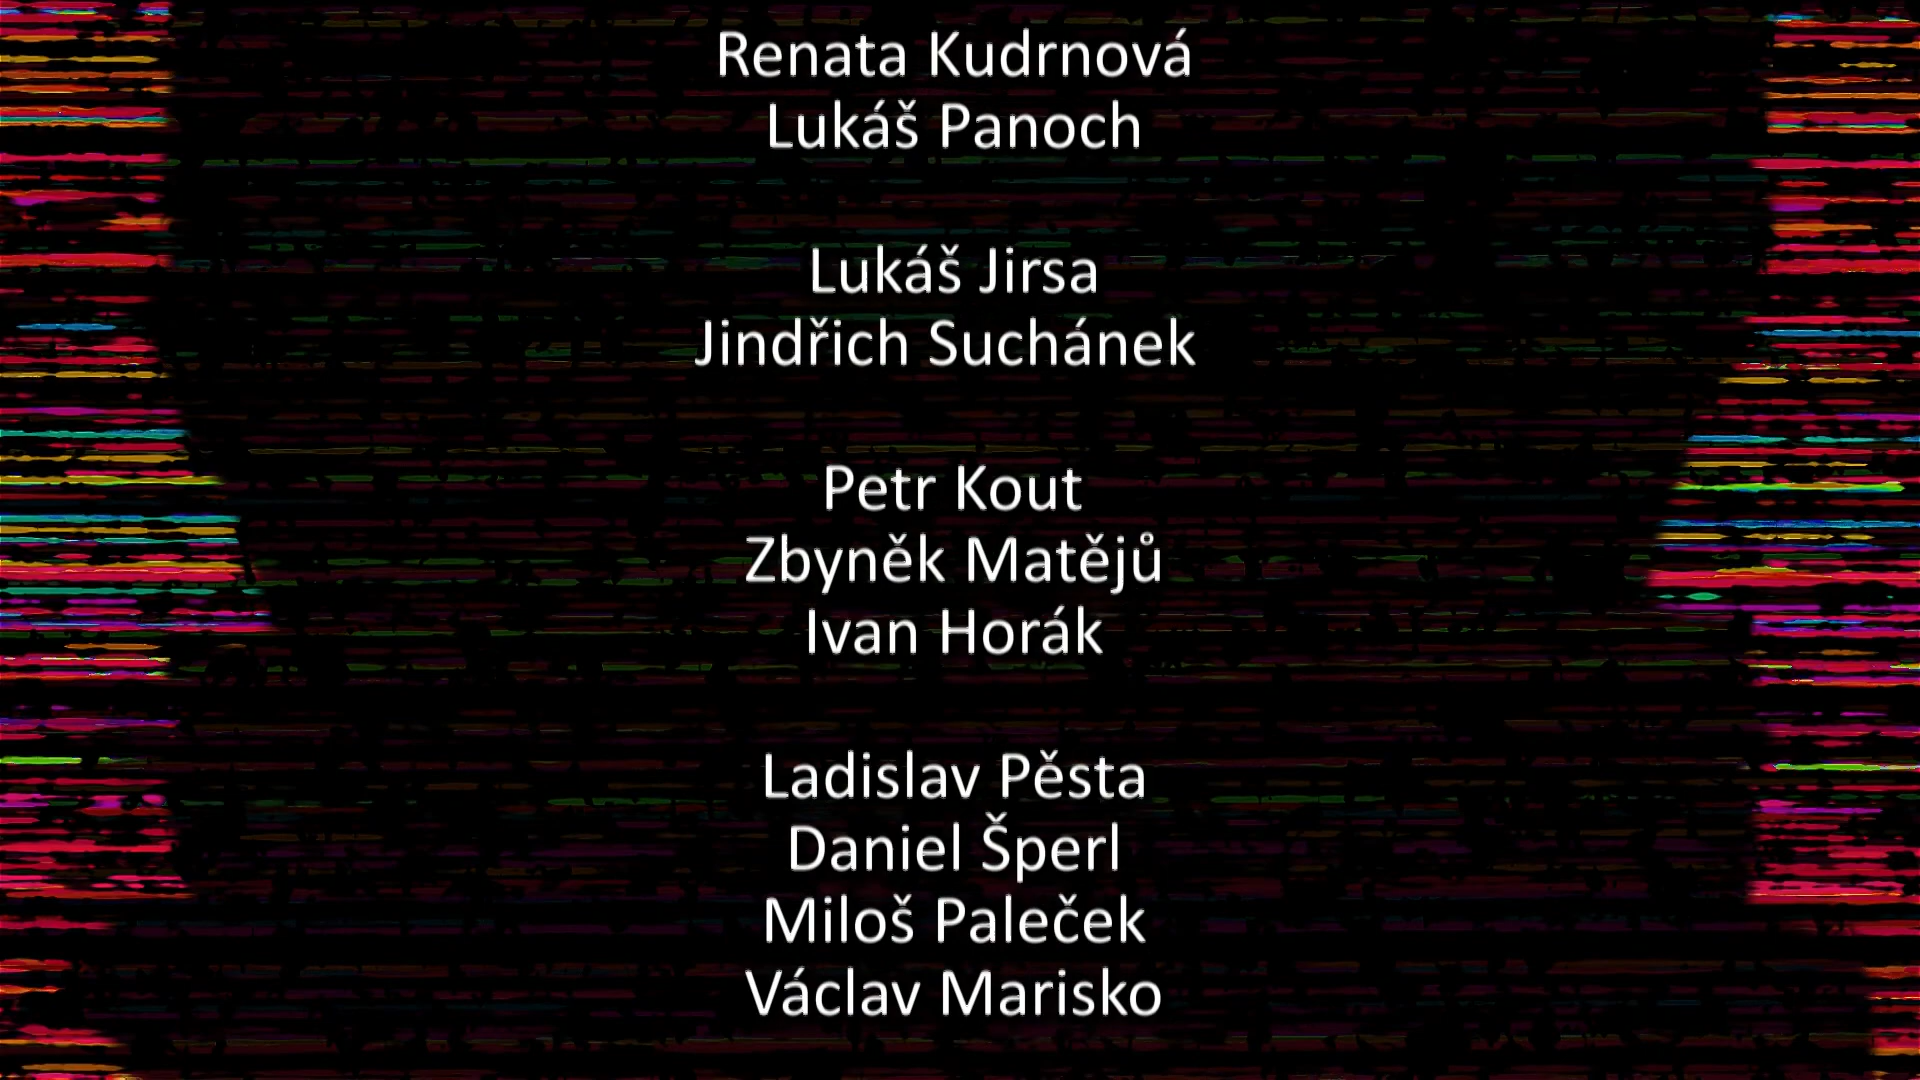 Renata Kudrnová
Lukáš Panoch
Lukáš Jirsa
Jindřich Suchánek
Petr Kout
Zbyněk Matějů
Ivan Horák
Ladislav Pěsta
Daniel Šperl
Miloš Paleček
Václav Marisko